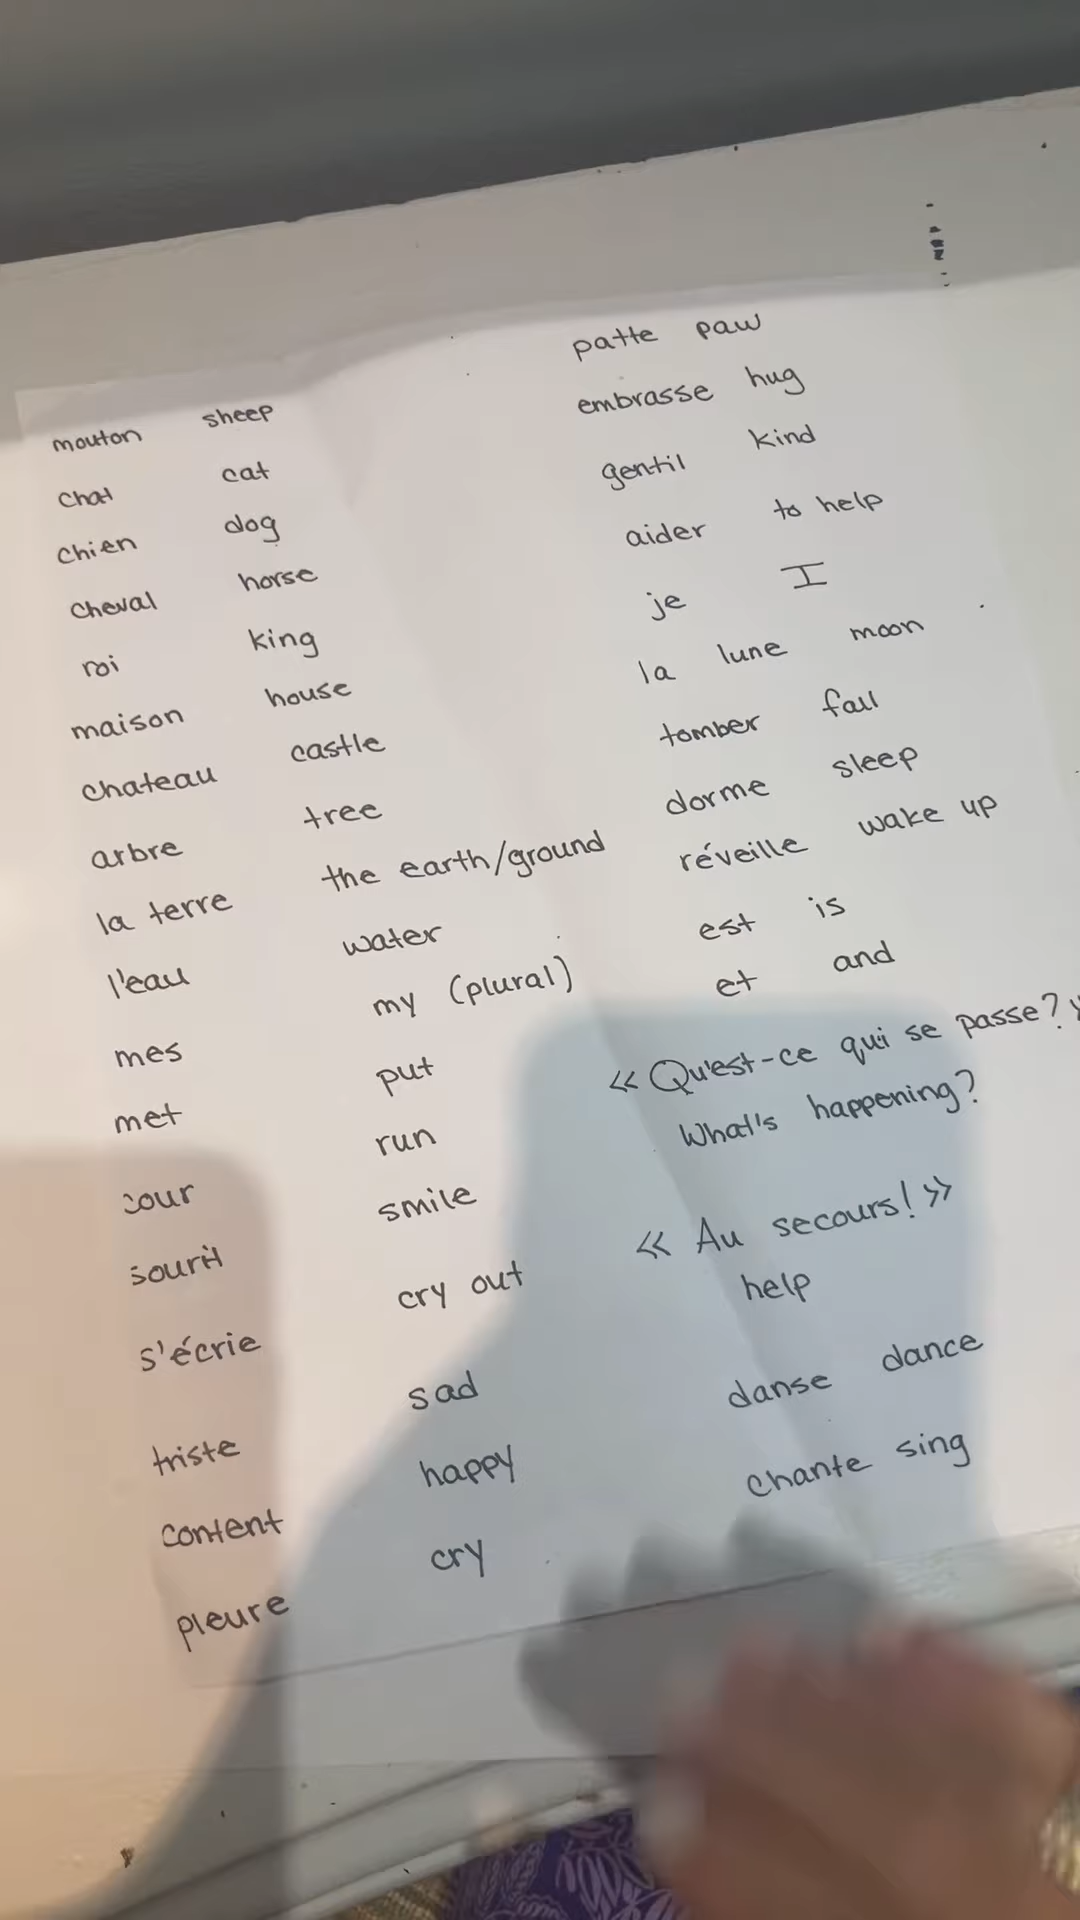 mouton sheep
chat cat
chien dog
cheval horse
roi king
maison house
chateau castle
arbre tree
la terre the earth/ground
l'eau water
mes my (plural)
met put
cour run
sourit smile
s'écrie cry out
triste sad
content happy
pleure cry
patte paw
embrasse hug
gentil kind
aider to help
je I
la lune moon
tomber fall
dorme sleep
réveille wake up
est is
et and
« Qu'est-ce qui se passe? »
What's happening?
« Au secours! »
help
danse dance
chante sing